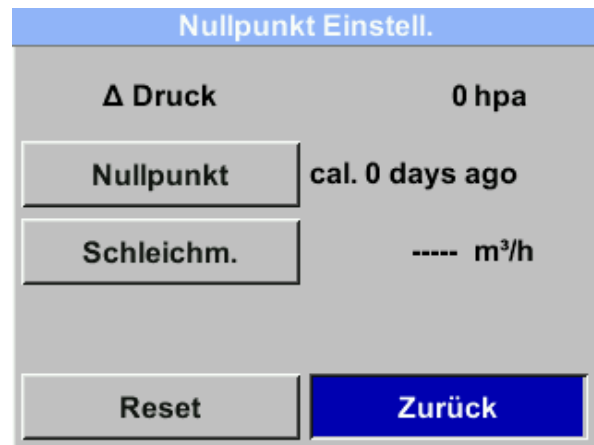 Nullpunkt Einstell.
Δ Druck 0 hpa
Nullpunkt cal. 0 days ago
Schleichm. ----- m³/h
Reset Zurück